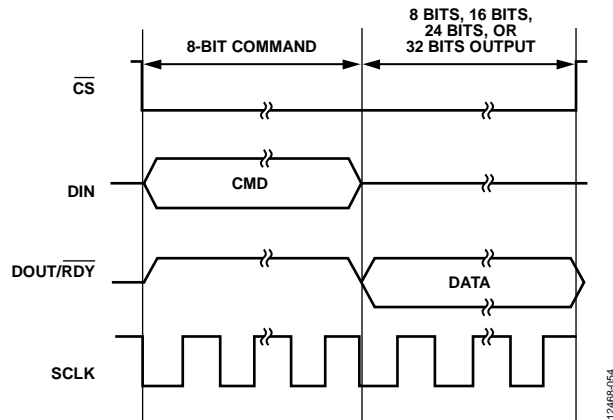 8 BITS, 16 BITS,
24 BITS, OR
32 BITS OUTPUT
8-BIT COMMAND
CS
DIN
CMD
DOUT/RDY
DATA
SCLK
12468-054